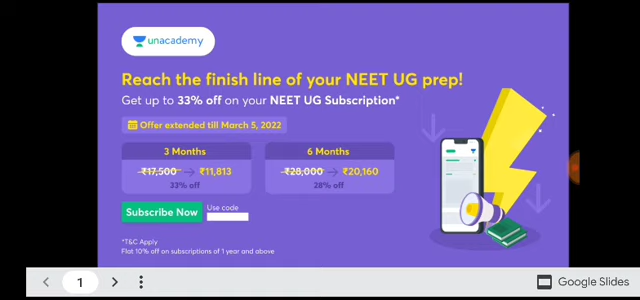 unacademy
Reach the finish line of your NEET UG prep!
Get up to 33% off on your NEET UG Subscription*
Offer extended till March 5, 2022
3 Months
₹17,500 → ₹11,813
33% off
6 Months
₹28,000 → ₹20,160
28% off
Subscribe Now
Use code
*T&C Apply
Flat 10% off on subscriptions of 1 year and above
1
Google Slides